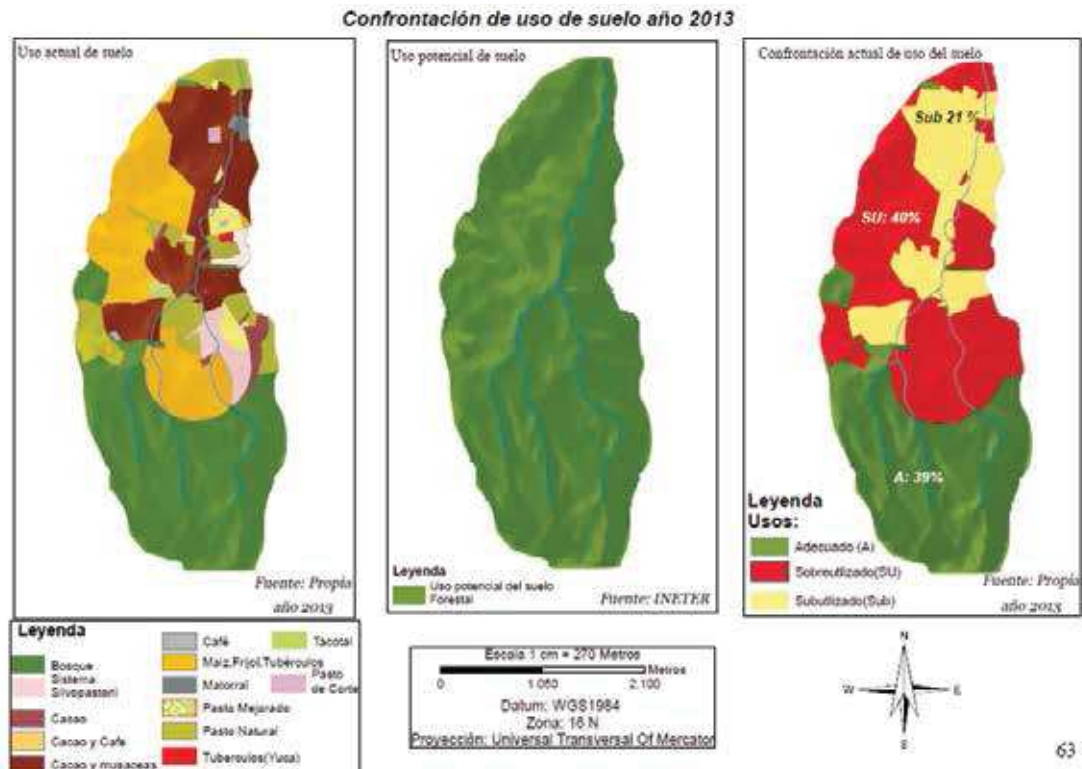 Confrontación de uso de suelo año 2013
Uso actual de suelo
Fuente: Propia
año 2013
Uso potencial de suelo
Leyenda
Uso potencial del suelo
Forestal
Fuente: INETER
Confrontación actual de uso del suelo
Sub 21 %
SU: 40%
A: 39%
Leyenda
Usos:
Adecuado (A)
Sobreutilizado(SU)
Subutilizado(Sub)
Fuente: Propia
año 2013
Leyenda
Bosque
Sistema
Silvopastoril
Cacao
Cacao y Cafe
Cacao y musaceas
Café
Maiz,Frijol,Tubérculos
Matorral
Pasto Mejorado
Pasto Natural
Tuberculos(Yuca)
Tacotal
Pasto
de Corte
Escala 1 cm = 270 Metros
Metros
0 1.050 2.100
Datum: WGS1984
Zona: 16 N
Proyección: Universal Transversal Of Mercator
N
W E
S
63